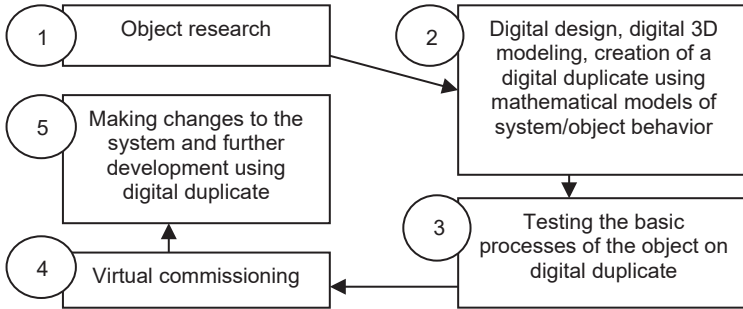 1
Object research
2
Digital design, digital 3D
modeling, creation of a
digital duplicate using
mathematical models of
system/object behavior
3
Testing the basic
processes of the object on
digital duplicate
4
Virtual commissioning
5
Making changes to the
system and further
development using
digital duplicate